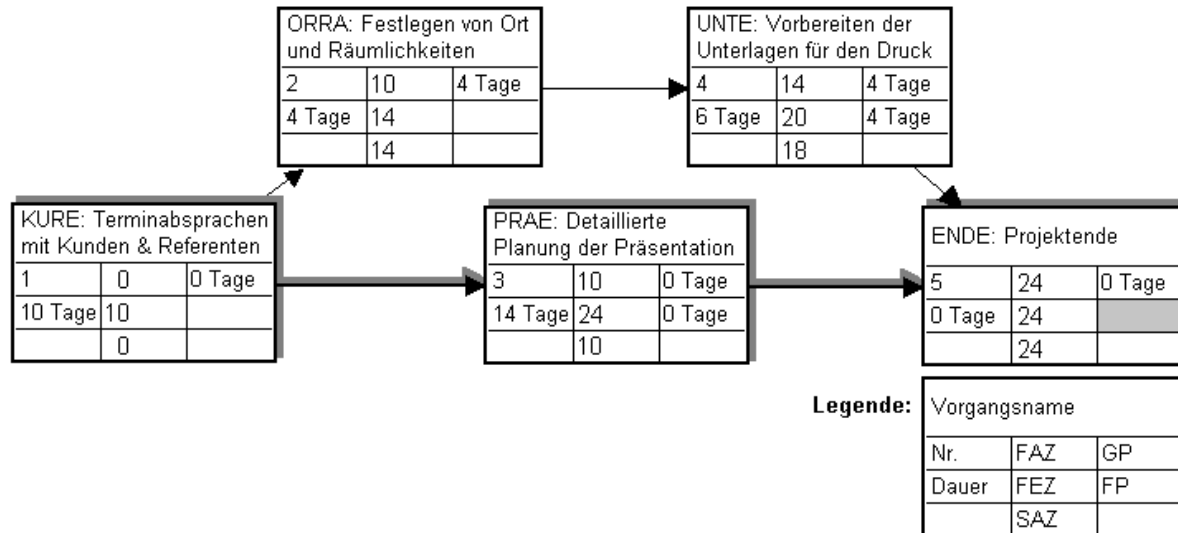 ORRA: Festlegen von Ort
und Räumlichkeiten
2 10 4 Tage
4 Tage 14
14
UNTE: Vorbereiten der
Unterlagen für den Druck
4 14 4 Tage
6 Tage 20 4 Tage
18
KURE: Terminabsprachen
mit Kunden & Referenten
1 0 0 Tage
10 Tage 10
0
PRAE: Detaillierte
Planung der Präsentation
3 10 0 Tage
14 Tage 24 0 Tage
10
ENDE: Projektende
5 24 0 Tage
0 Tage 24
24
Legende:
Vorgangsname
Nr. FAZ GP
Dauer FEZ FP
SAZ